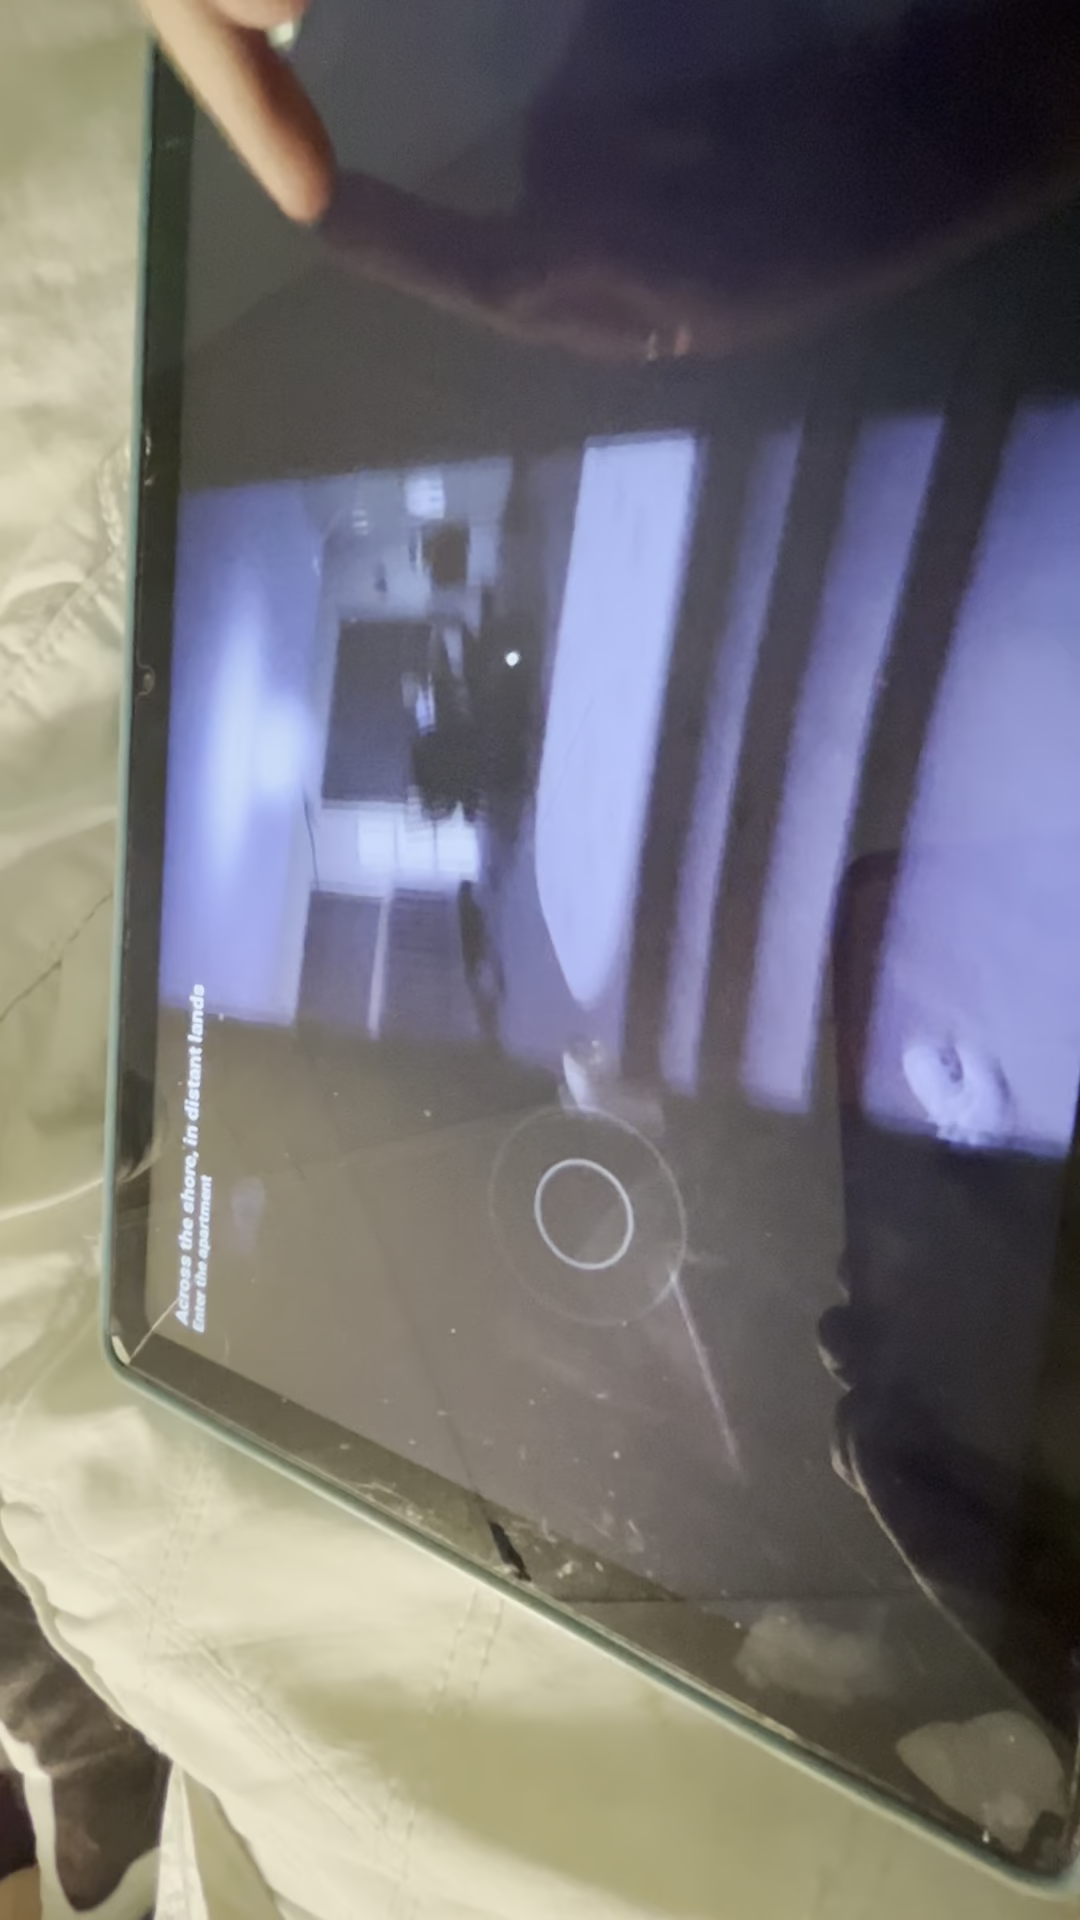 Across the shore, in distant lands
Enter the apartment